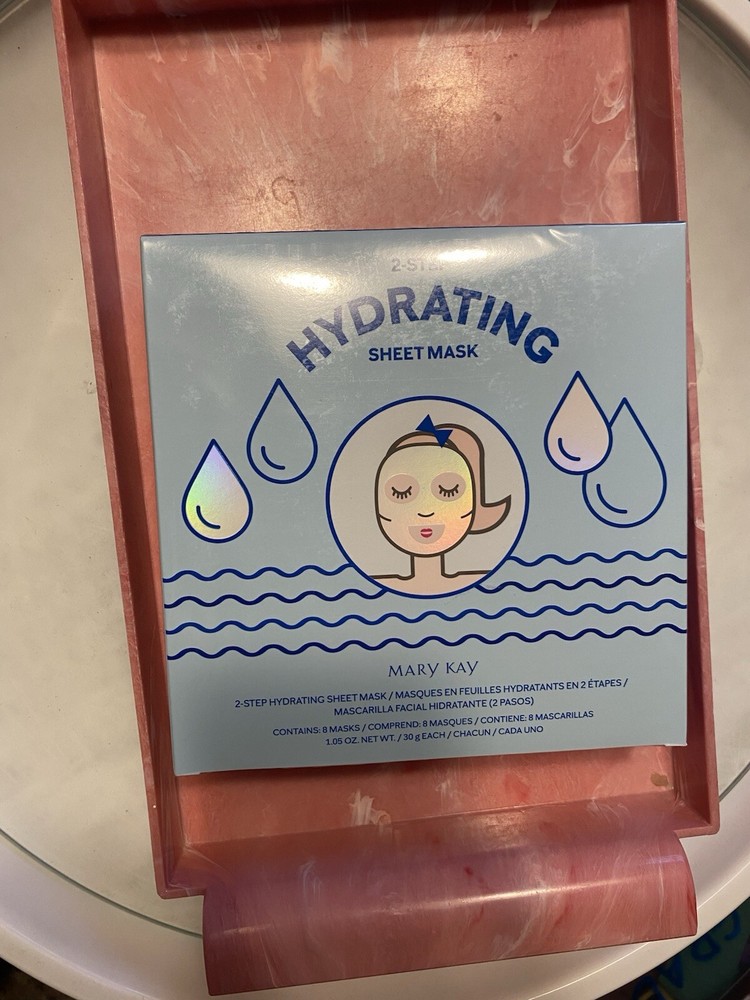 2-STEP
HYDRATING
SHEET MASK
MARY KAY
2-STEP HYDRATING SHEET MASK / MASQUES EN FEUILLES HYDRATANTS EN 2 ÉTAPES /
MASCARILLA FACIAL HIDRATANTE (2 PASOS)
CONTAINS: 8 MASKS / COMPREND: 8 MASQUES / CONTIENE: 8 MASCARILLAS
1.05 OZ. NET WT. / 30 g EACH / CHACUN / CADA UNO